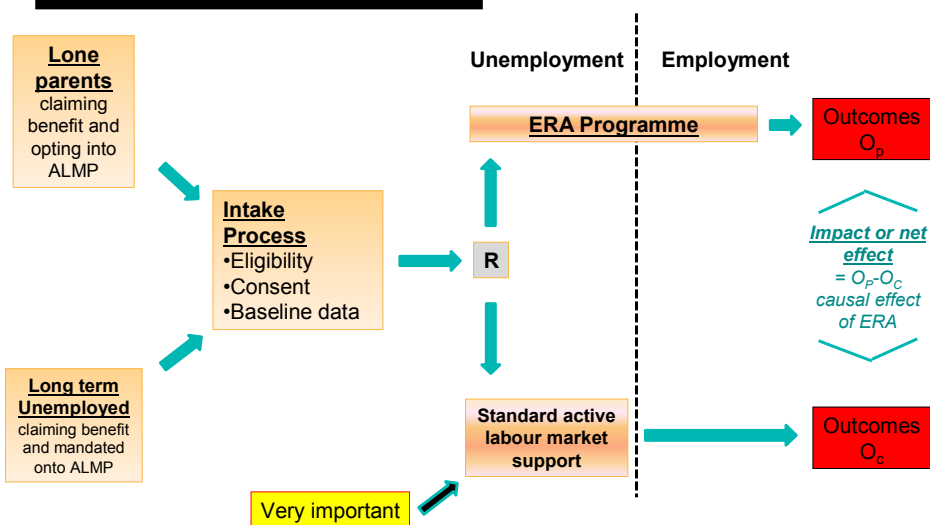 Lone
parents
claiming
benefit and
opting into
ALMP
Long term
Unemployed
claiming benefit
and mandated
onto ALMP
Intake
Process
•Eligibility
•Consent
•Baseline data
R
Unemployment
Employment
ERA Programme
Standard active
labour market
support
Very important
Outcomes
Op
Impact or net
effect
= OP-OC
causal effect
of ERA
Outcomes
Oc